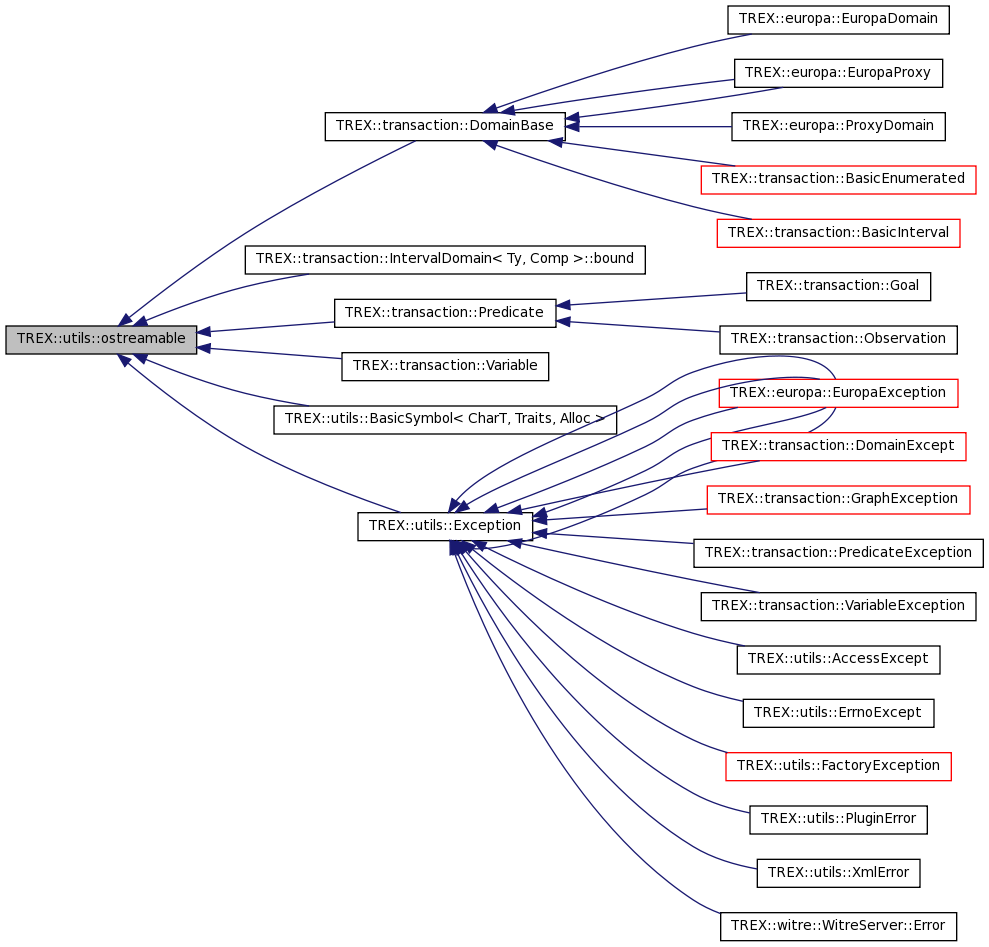 TREX::europa::EuropaDomain
TREX::europa::EuropaProxy
TREX::transaction::DomainBase
TREX::europa::ProxyDomain
TREX::transaction::BasicEnumerated
TREX::transaction::BasicInterval
TREX::transaction::IntervalDomain< Ty, Comp >::bound
TREX::transaction::Goal
TREX::transaction::Predicate
TREX::utils::ostreamable
TREX::transaction::Observation
TREX::transaction::Variable
TREX::europa::EuropaException
TREX::utils::BasicSymbol< CharT, Traits, Alloc >
TREX::transaction::DomainExcept
TREX::transaction::GraphException
TREX::utils::Exception
TREX::transaction::PredicateException
TREX::transaction::VariableException
TREX::utils::AccessExcept
TREX::utils::ErrnoExcept
TREX::utils::FactoryException
TREX::utils::PluginError
TREX::utils::XmlError
TREX::witre::WitreServer::Error